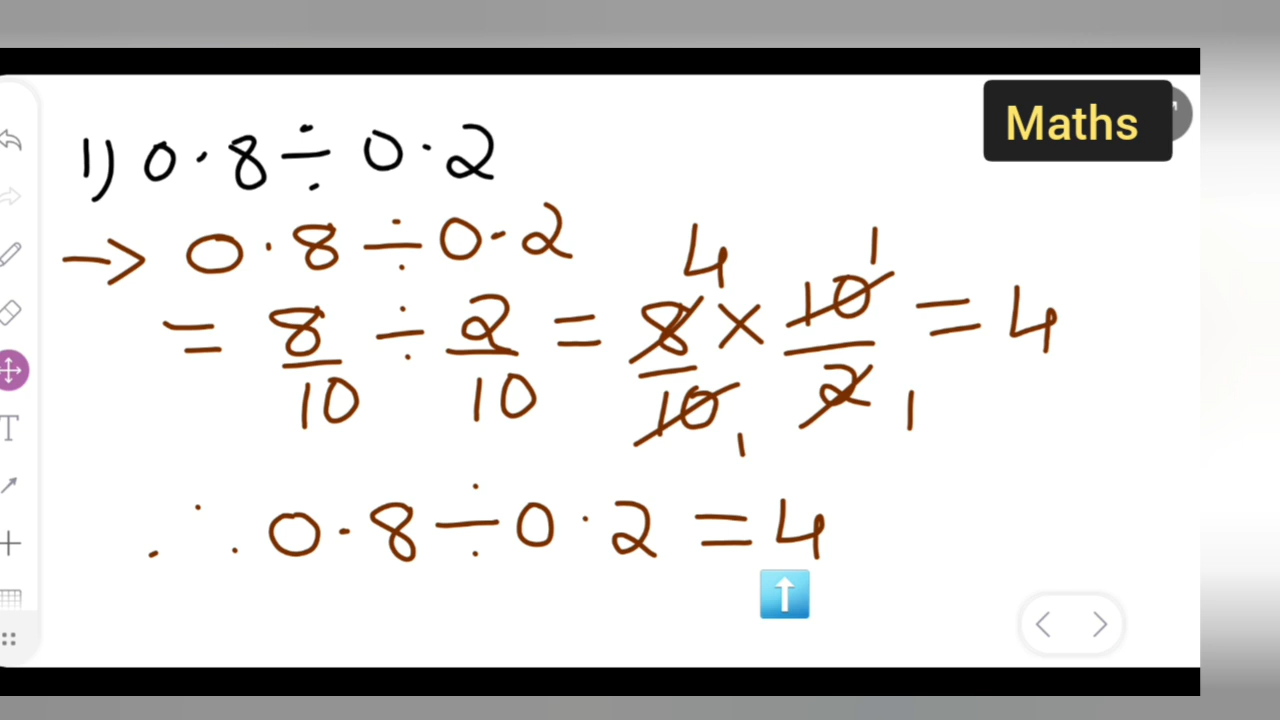 Maths
1) 0.8 ÷ 0.2
→ 0.8 ÷ 0.2
= 8/10 ÷ 2/10 = 8/10 × 10/2 = 4
4 1
1 1
∴ 0.8 ÷ 0.2 = 4